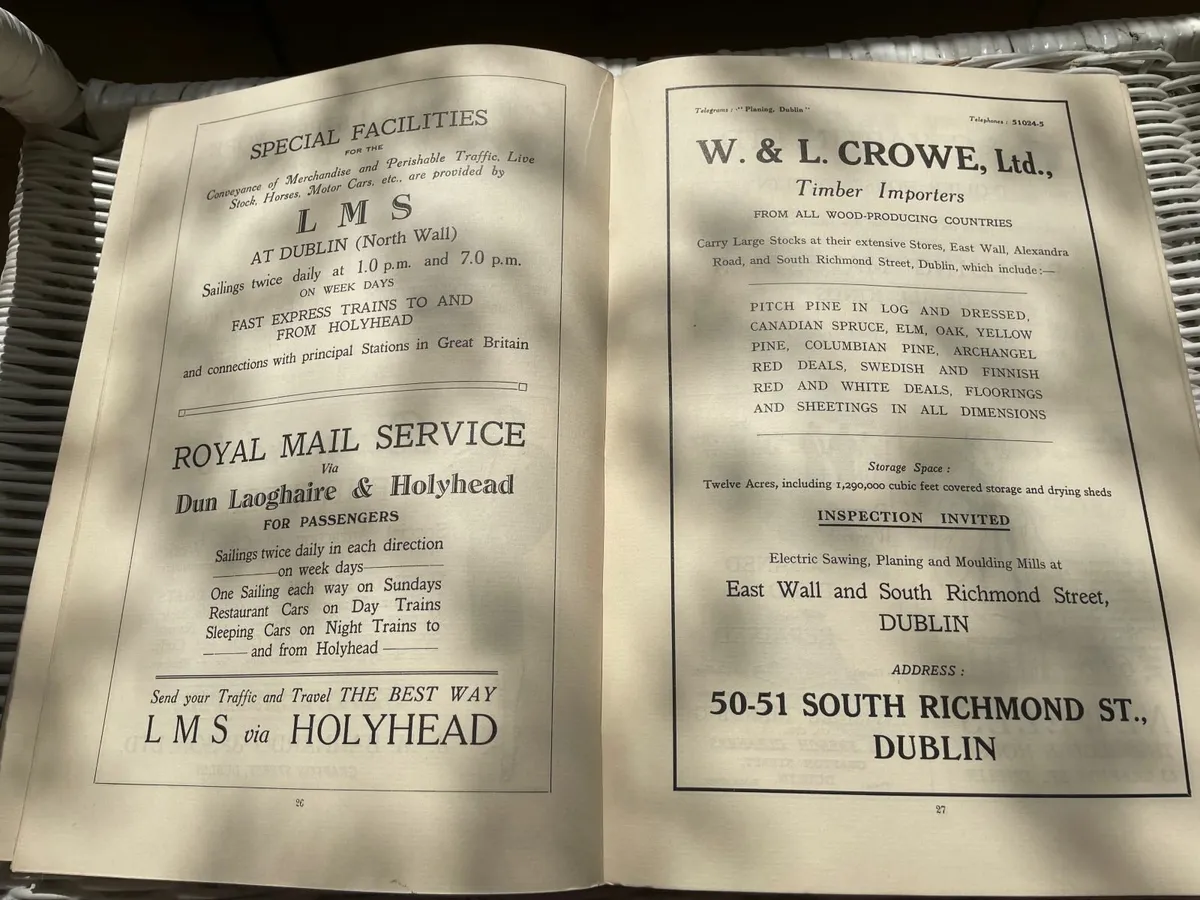 SPECIAL FACILITIES
FOR THE
Conveyance of Merchandise and Perishable Traffic, Live
Stock, Horses, Motor Cars, etc., are provided by
L M S
AT DUBLIN (North Wall)
Sailings twice daily at 1.0 p.m. and 7.0 p.m.
ON WEEK DAYS
FAST EXPRESS TRAINS TO AND
FROM HOLYHEAD
and connections with principal Stations in Great Britain
ROYAL MAIL SERVICE
Via
Dun Laoghaire & Holyhead
FOR PASSENGERS
Sailings twice daily in each direction
on week days
One Sailing each way on Sundays
Restaurant Cars on Day Trains
Sleeping Cars on Night Trains to
and from Holyhead
Send your Traffic and Travel THE BEST WAY
L M S via HOLYHEAD
26
Telegrams: "Planing, Dublin"
Telephones: 51024-5
W. & L. CROWE, Ltd.,
Timber Importers
FROM ALL WOOD-PRODUCING COUNTRIES
Carry Large Stocks at their extensive Stores, East Wall, Alexandra
Road, and South Richmond Street, Dublin, which include:—
PITCH PINE IN LOG AND DRESSED,
CANADIAN SPRUCE, ELM, OAK, YELLOW
PINE, COLUMBIAN PINE, ARCHANGEL
RED DEALS, SWEDISH AND FINNISH
RED AND WHITE DEALS, FLOORINGS
AND SHEETINGS IN ALL DIMENSIONS
Storage Space:
Twelve Acres, including 1,290,000 cubic feet covered storage and drying sheds
INSPECTION INVITED
Electric Sawing, Planing and Moulding Mills at
East Wall and South Richmond Street,
DUBLIN
ADDRESS:
50-51 SOUTH RICHMOND ST.,
DUBLIN
27